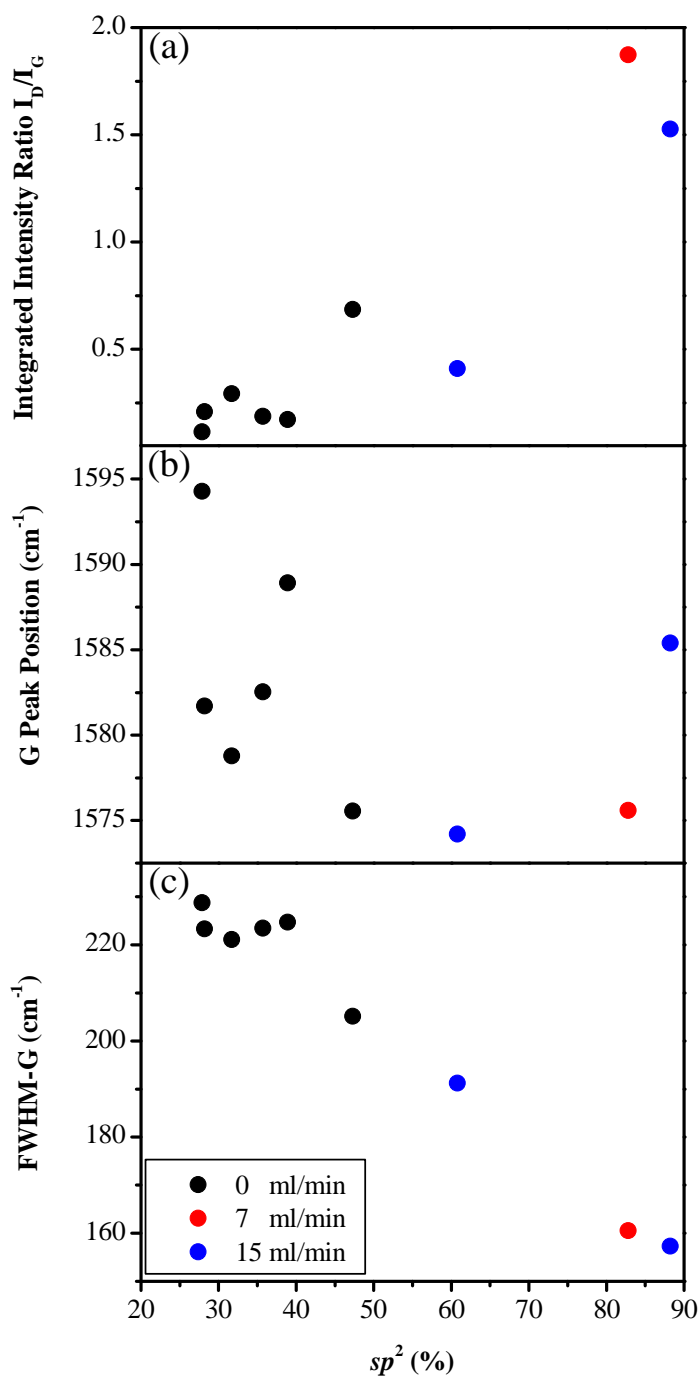 Integrated Intensity Ratio I_D/I_G
(a)
2.0
1.5
1.0
0.5
G Peak Position (cm⁻¹)
(b)
1595
1590
1585
1580
1575
FWHM-G (cm⁻¹)
(c)
220
200
180
160
0 ml/min
7 ml/min
15 ml/min
20 30 40 50 60 70 80 90
sp² (%)